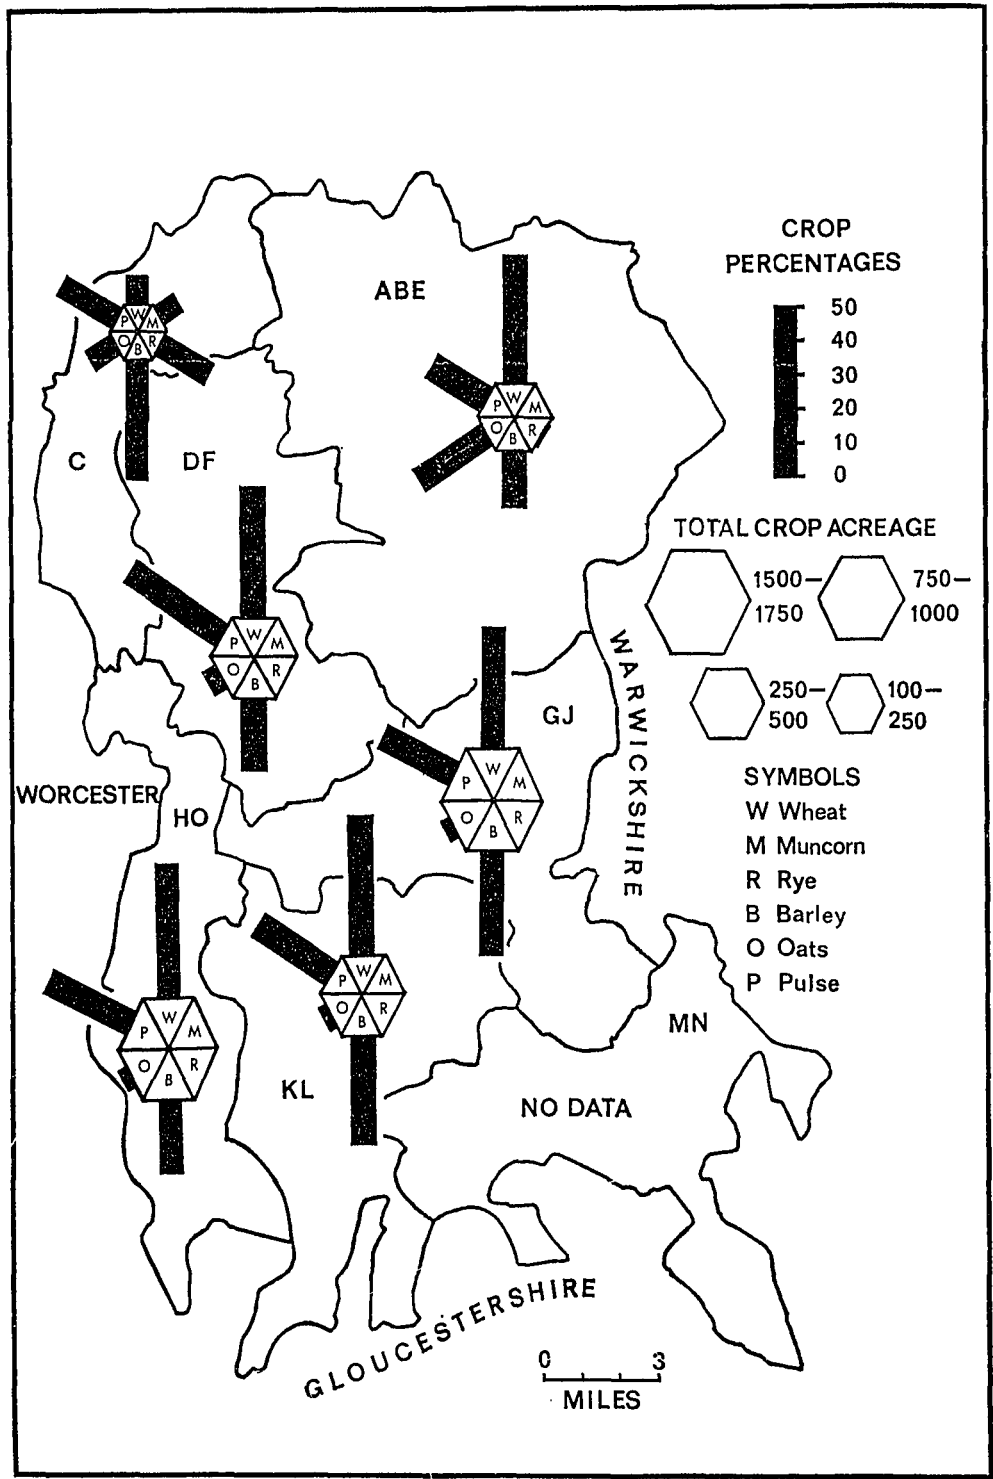 CROP
PERCENTAGES
50
40
30
20
10
0
ABE
P W M
O B R
P W M
O B R
C
DF
TOTAL CROP ACREAGE
1500–
1750
750–
1000
250–
500
100–
250
P W M
O B R
WARWICKSHIRE
GJ
P W M
O B R
SYMBOLS
W Wheat
M Muncorn
R Rye
B Barley
O Oats
P Pulse
WORCESTER
HO
P W M
O B R
P W M
O B R
MN
KL
NO DATA
GLOUCESTERSHIRE
0 3
MILES